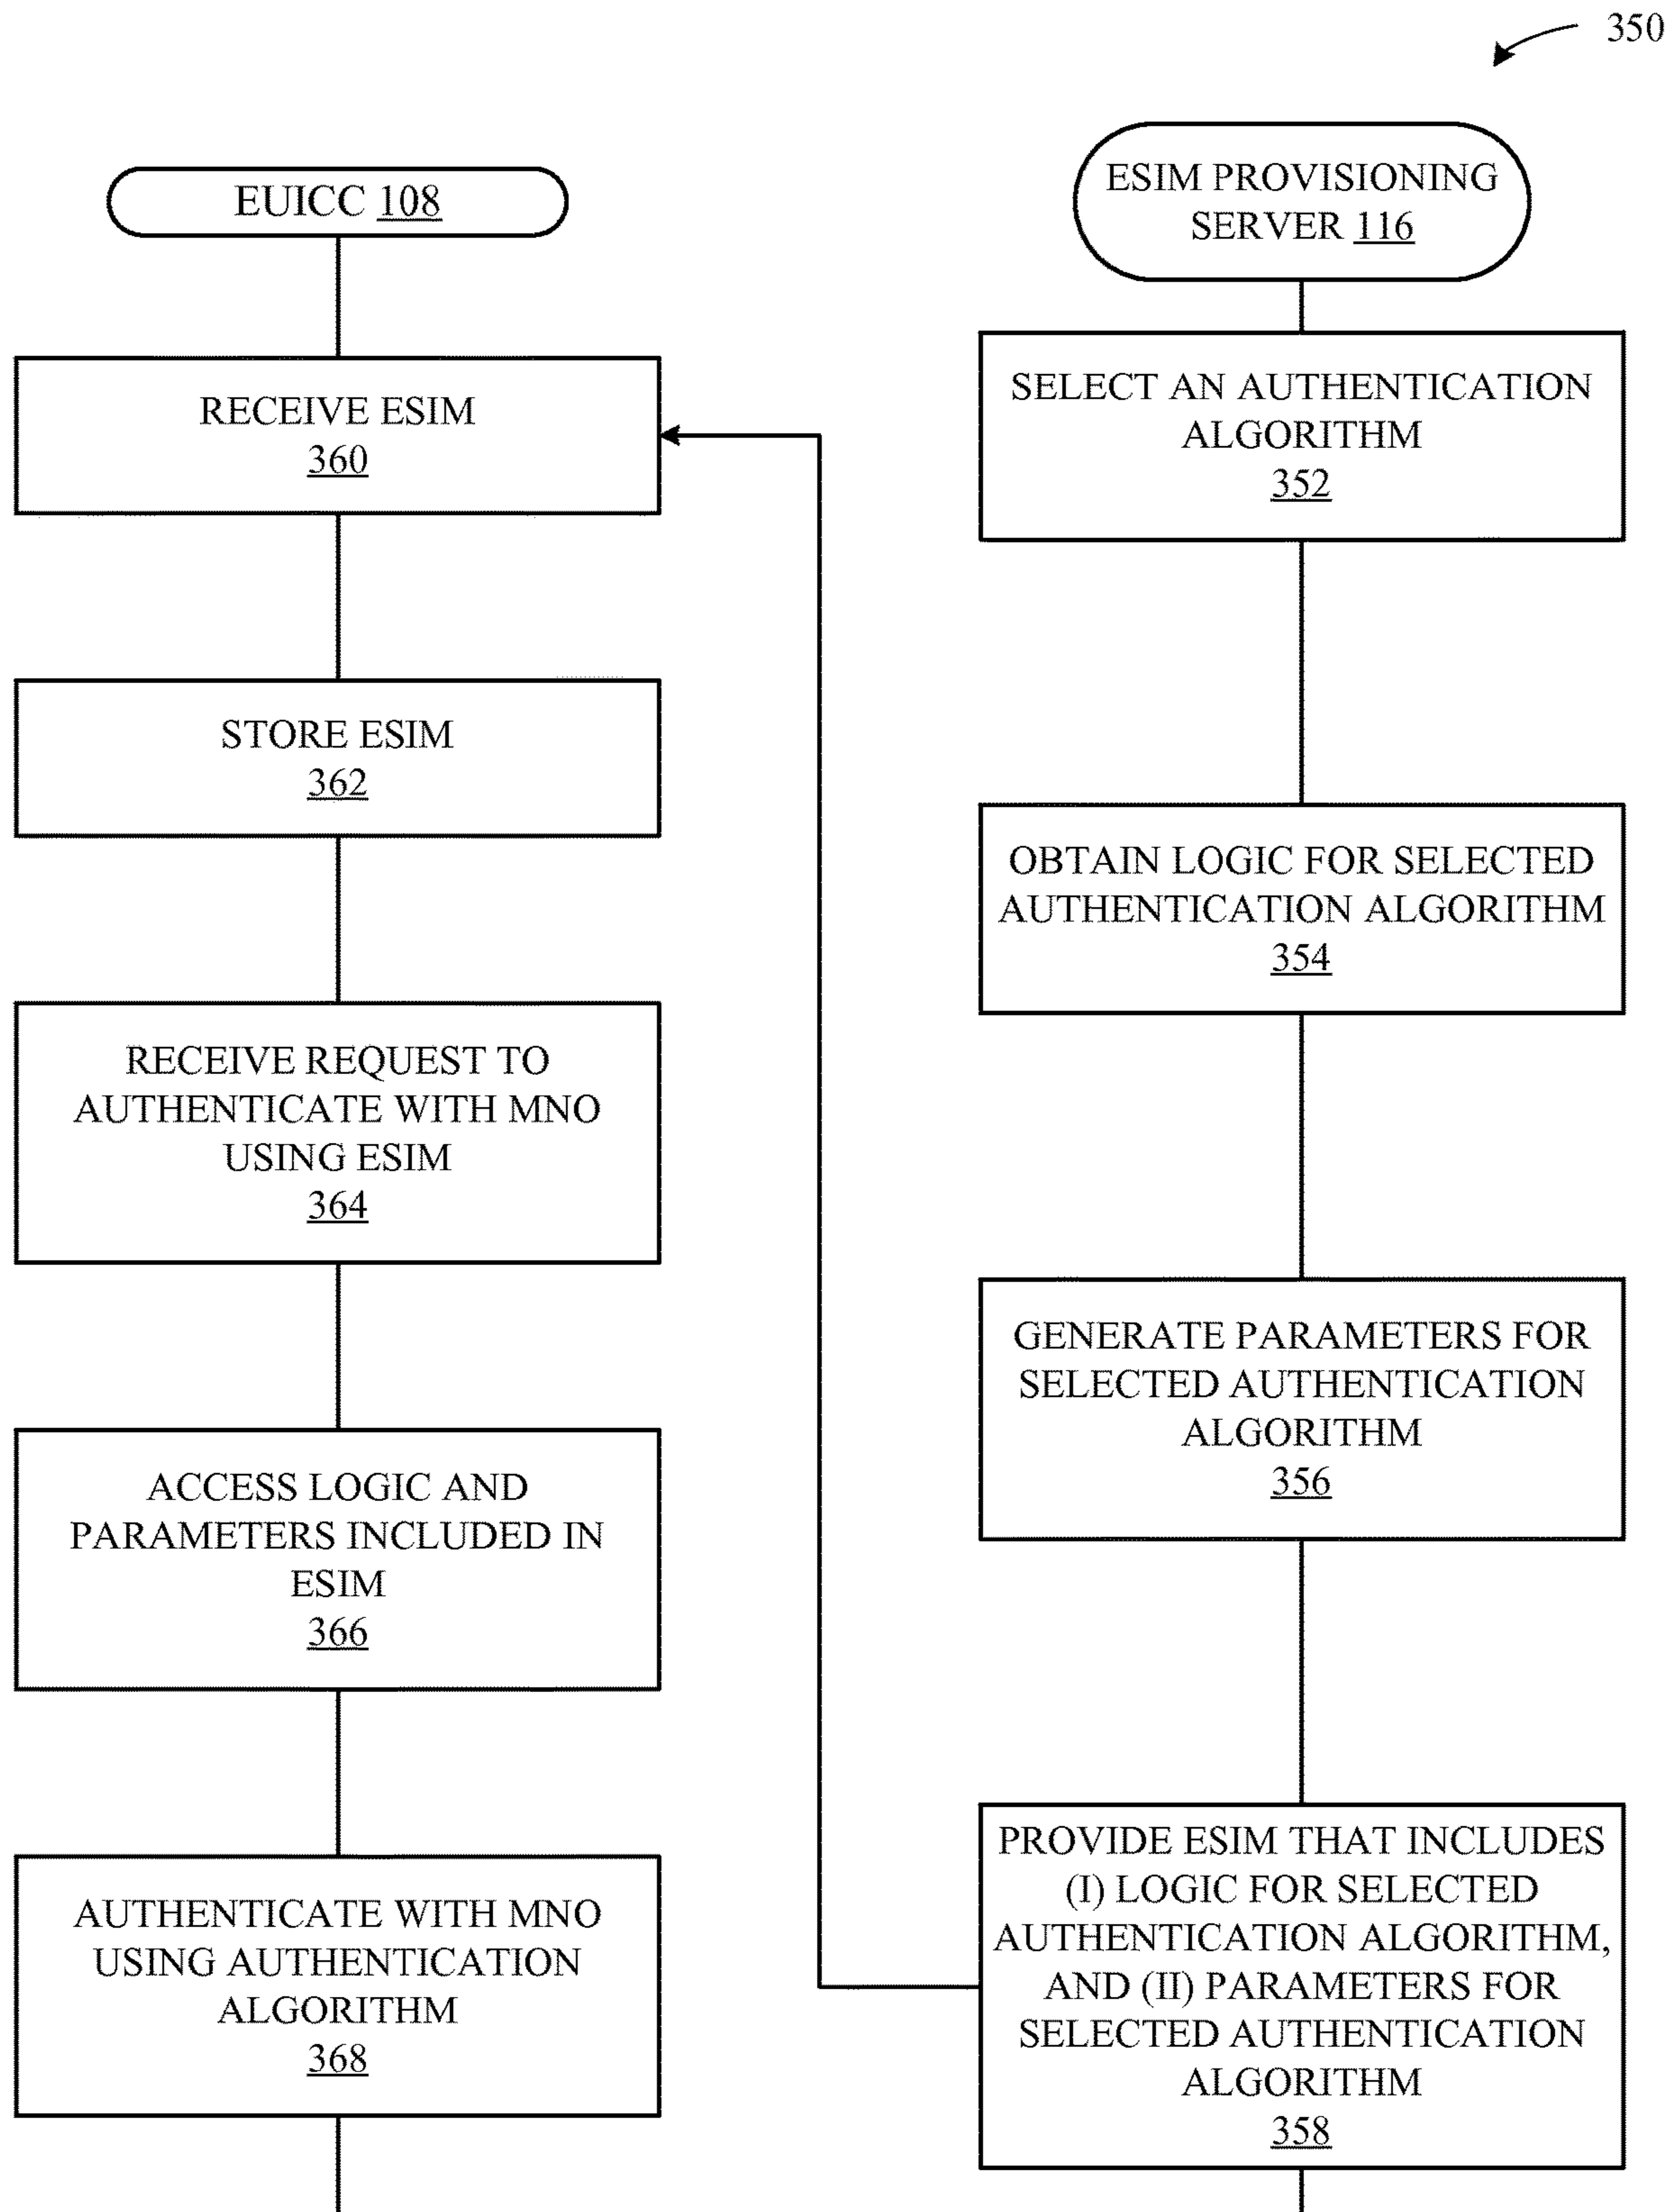 350
EUICC 108
RECEIVE ESIM
360
STORE ESIM
362
RECEIVE REQUEST TO
AUTHENTICATE WITH MNO
USING ESIM
364
ACCESS LOGIC AND
PARAMETERS INCLUDED IN
ESIM
366
AUTHENTICATE WITH MNO
USING AUTHENTICATION
ALGORITHM
368
ESIM PROVISIONING
SERVER 116
SELECT AN AUTHENTICATION
ALGORITHM
352
OBTAIN LOGIC FOR SELECTED
AUTHENTICATION ALGORITHM
354
GENERATE PARAMETERS FOR
SELECTED AUTHENTICATION
ALGORITHM
356
PROVIDE ESIM THAT INCLUDES
(I) LOGIC FOR SELECTED
AUTHENTICATION ALGORITHM,
AND (II) PARAMETERS FOR
SELECTED AUTHENTICATION
ALGORITHM
358